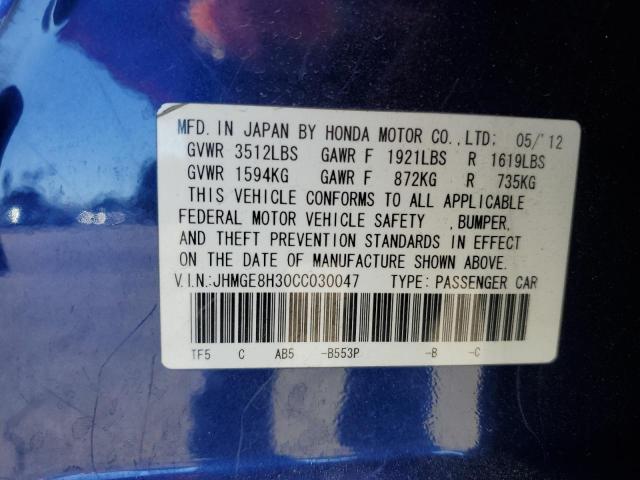 MFD. IN JAPAN BY HONDA MOTOR CO.,LTD; 05/'12
GVWR 3512LBS GAWR F 1921LBS R 1619LBS
GVWR 1594KG GAWR F 872KG R 735KG
THIS VEHICLE CONFORMS TO ALL APPLICABLE
FEDERAL MOTOR VEHICLE SAFETY ,BUMPER,
AND THEFT PREVENTION STANDARDS IN EFFECT
ON THE DATE OF MANUFACTURE SHOWN ABOVE.
V.I.N.:JHMGE8H30CC030047 TYPE: PASSENGER CAR
TF5 C AB5 -B553P -B -C